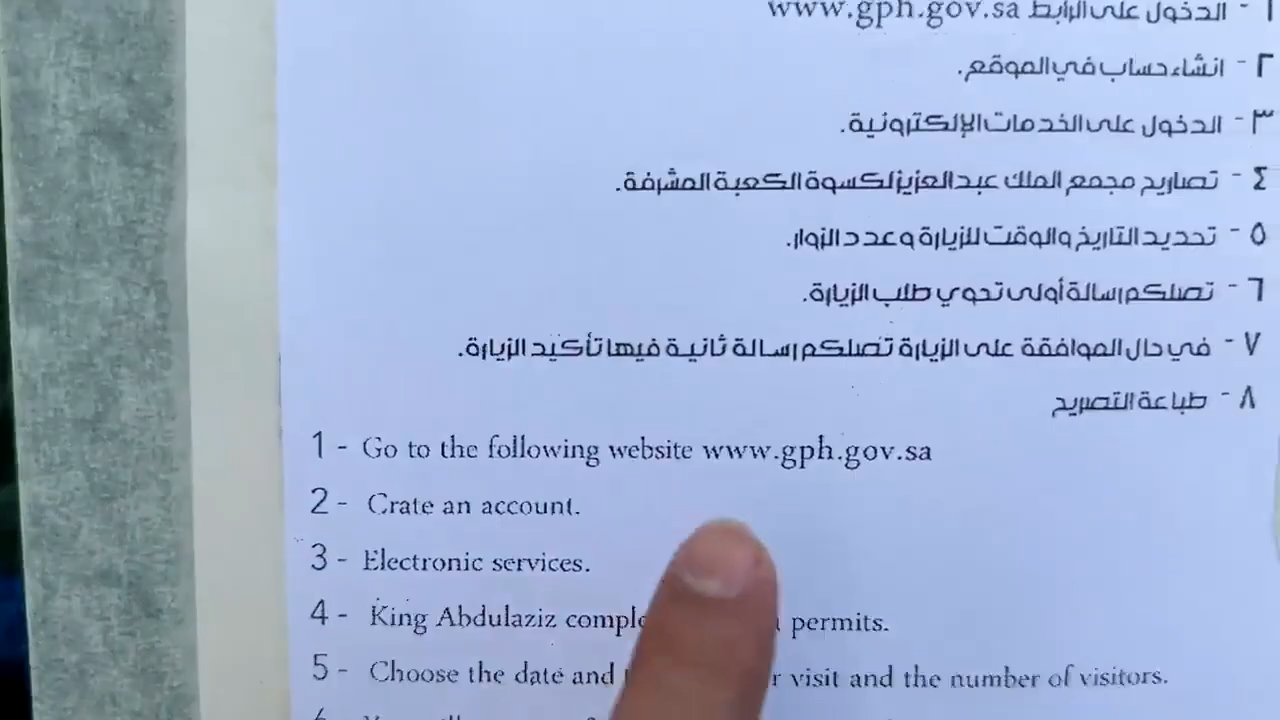 ١ - الدخول على الرابط www.gph.gov.sa
٢ - انشاء حساب في الموقع.
٣ - الدخول على الخدمات الإلكترونية.
٤ - تصاريح مجمع الملك عبدالعزيز لكسوة الكعبة المشرفة.
٥ - تحديد التاريخ والوقت للزيارة وعدد الزوار.
٦ - تصلكم رسالة أولى تحوي طلب الزيارة.
٧ - في حال الموافقة على الزيارة تصلكم رسالة ثانية فيها تأكيد الزيارة.
٨ - طباعة التصريح
1 - Go to the following website www.gph.gov.sa
2 - Crate an account.
3 - Electronic services.
4 - King Abdulaziz permits.
5 - Choose the date and visit and the number of visitors.